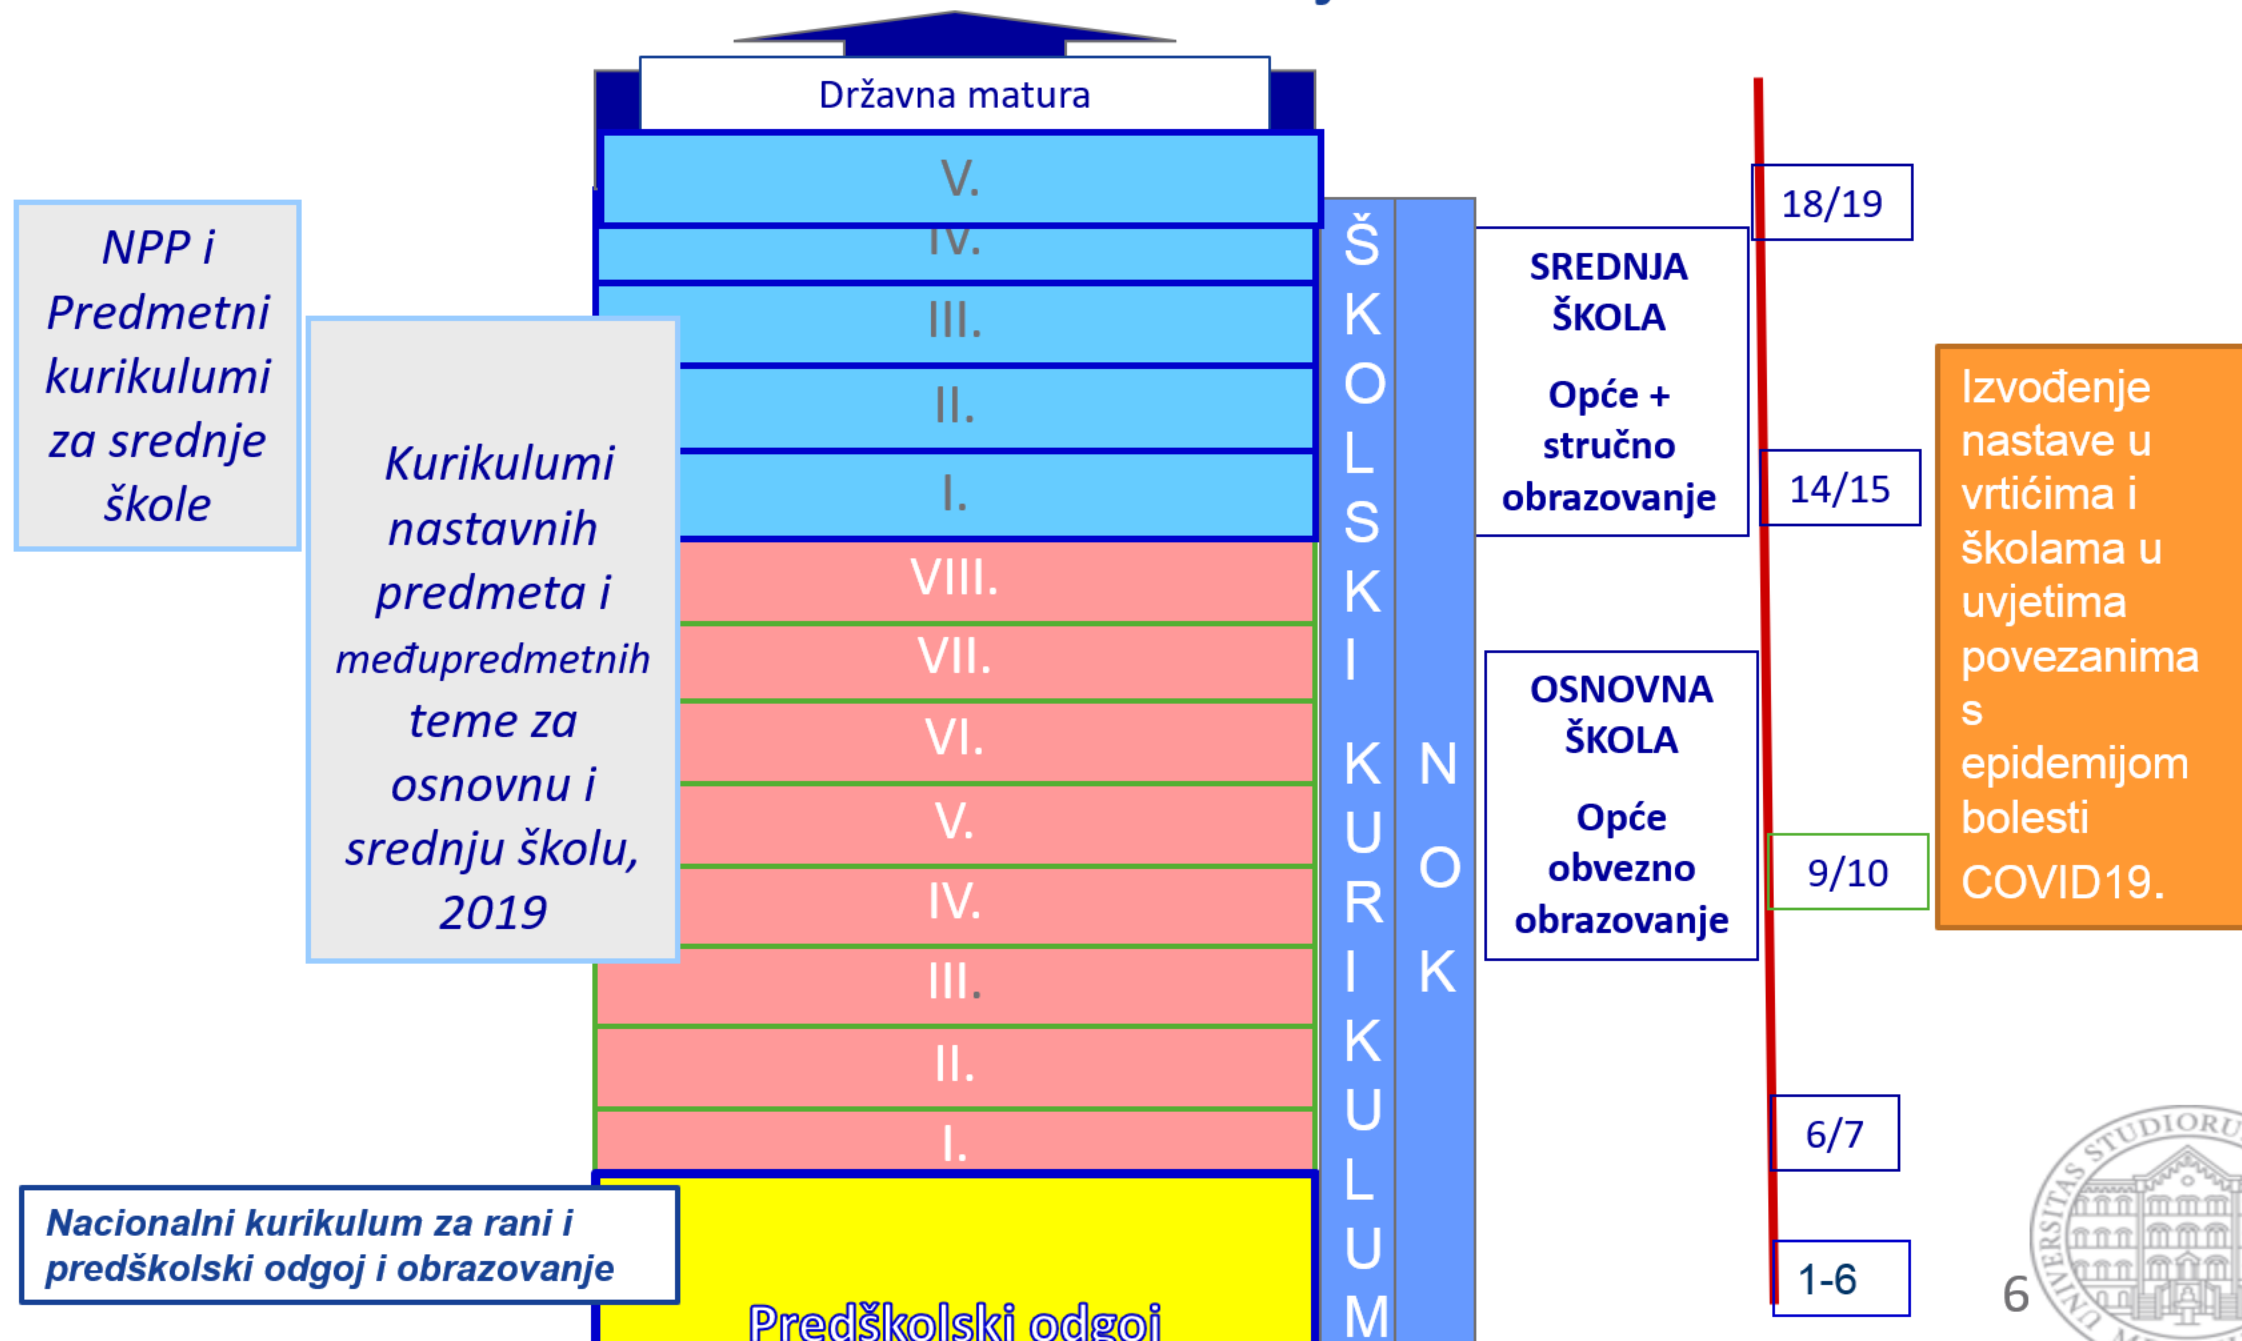 Državna matura
V.
IV.
III.
II.
I.
VIII.
VII.
VI.
V.
IV.
III.
II.
I.
Predškolski odgoj
NPP i
Predmetni
kurikulumi
za srednje
škole
Kurikulumi
nastavnih
predmeta i
međupredmetnih
teme za
osnovnu i
srednju školu,
2019
Nacionalni kurikulum za rani i
predškolski odgoj i obrazovanje
ŠKOLSKI KURIKULUM
NOK
SREDNJA
ŠKOLA
Opće +
stručno
obrazovanje
OSNOVNA
ŠKOLA
Opće
obvezno
obrazovanje
18/19
14/15
9/10
6/7
1-6
Izvođenje
nastave u
vrtićima i
školama u
uvjetima
povezanima
s
epidemijom
bolesti
COVID19.
6